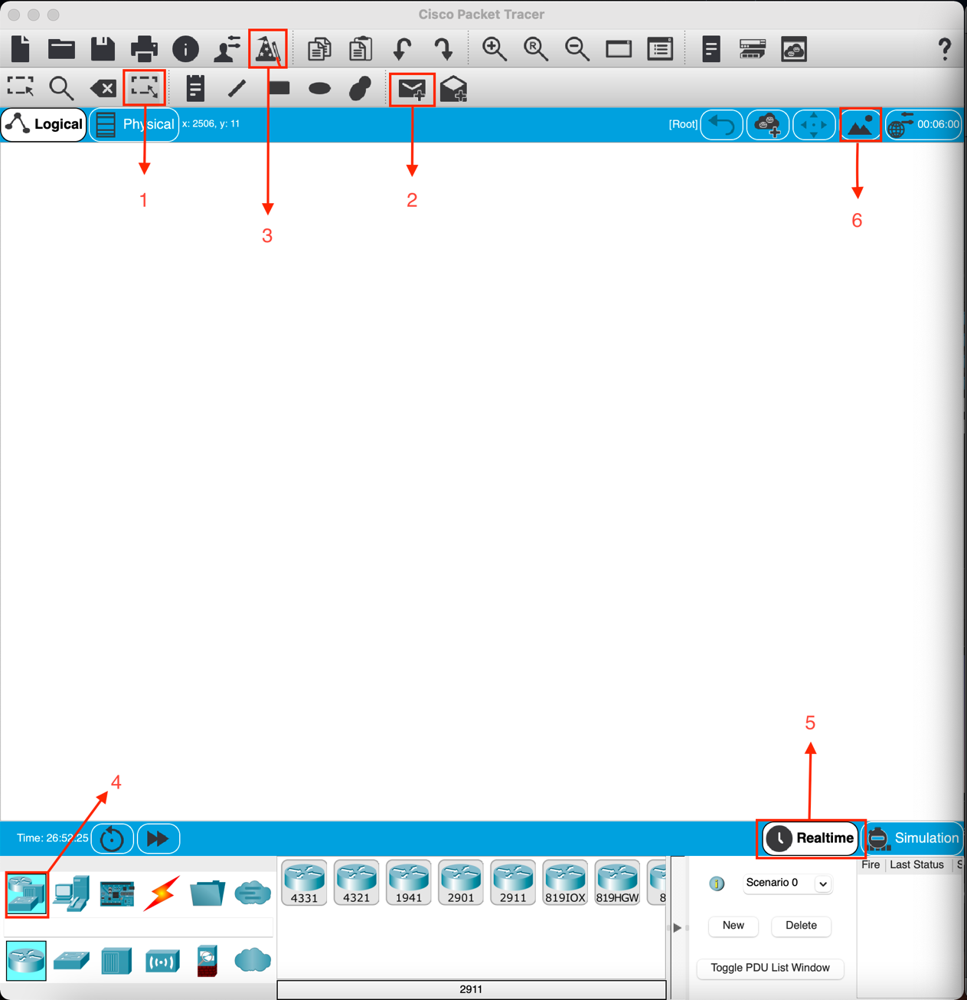 Cisco Packet Tracer
?
Logical
Physical
x: 2506, y: 11
[Root]
00:06:00
1
2
3
6
5
4
Time: 26:52:25
Realtime
Simulation
Fire Last Status S
4331 4321 1941 2901 2911 819IOX 819HGW 8
Scenario 0
New Delete
Toggle PDU List Window
2911